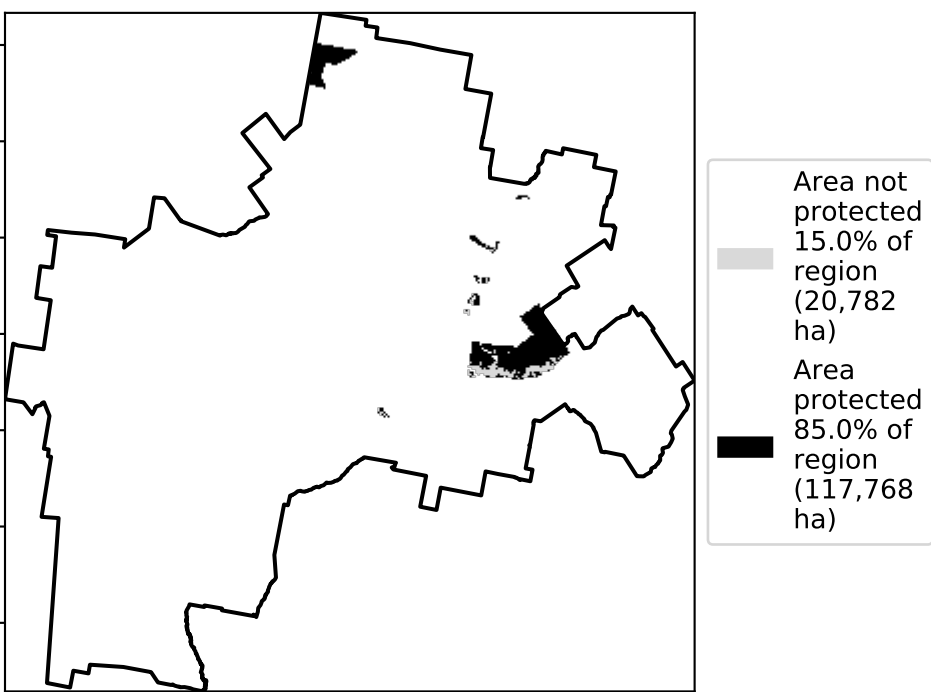 Area not
protected
15.0% of
region
(20,782
ha)
Area
protected
85.0% of
region
(117,768
ha)